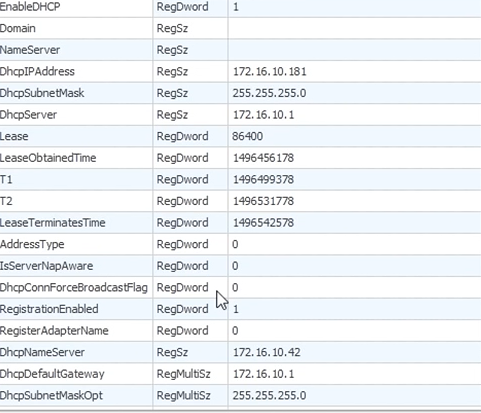 EnableDHCP RegDword 1
Domain RegSz
NameServer RegSz
DhcpIPAddress RegSz 172.16.10.181
DhcpSubnetMask RegSz 255.255.255.0
DhcpServer RegSz 172.16.10.1
Lease RegDword 86400
LeaseObtainedTime RegDword 1496456178
T1 RegDword 1496499378
T2 RegDword 1496531778
LeaseTerminatesTime RegDword 1496542578
AddressType RegDword 0
IsServerNapAware RegDword 0
DhcpConnForceBroadcastFlag RegDword 0
RegistrationEnabled RegDword 1
RegisterAdapterName RegDword 0
DhcpNameServer RegSz 172.16.10.42
DhcpDefaultGateway RegMultiSz 172.16.10.1
DhcpSubnetMaskOpt RegMultiSz 255.255.255.0